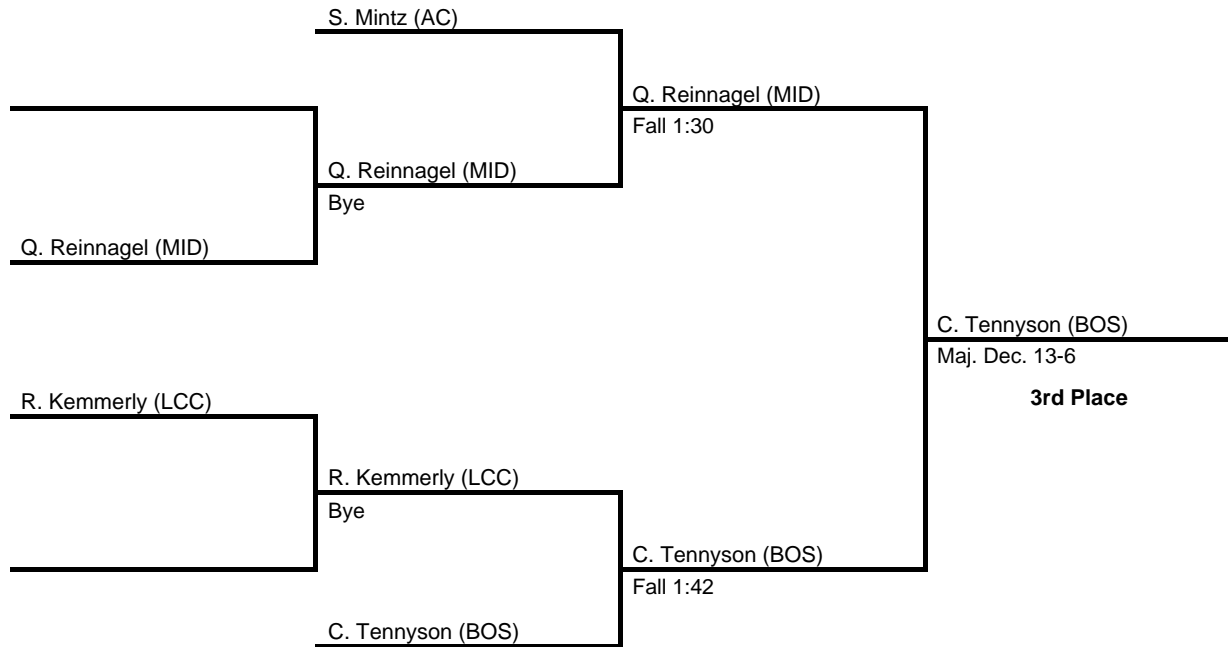 S. Mintz (AC)
Q. Reinnagel (MID)
Fall 1:30
Q. Reinnagel (MID)
Bye
Q. Reinnagel (MID)
C. Tennyson (BOS)
Maj. Dec. 13-6
3rd Place
R. Kemmerly (LCC)
R. Kemmerly (LCC)
Bye
C. Tennyson (BOS)
Fall 1:42
C. Tennyson (BOS)